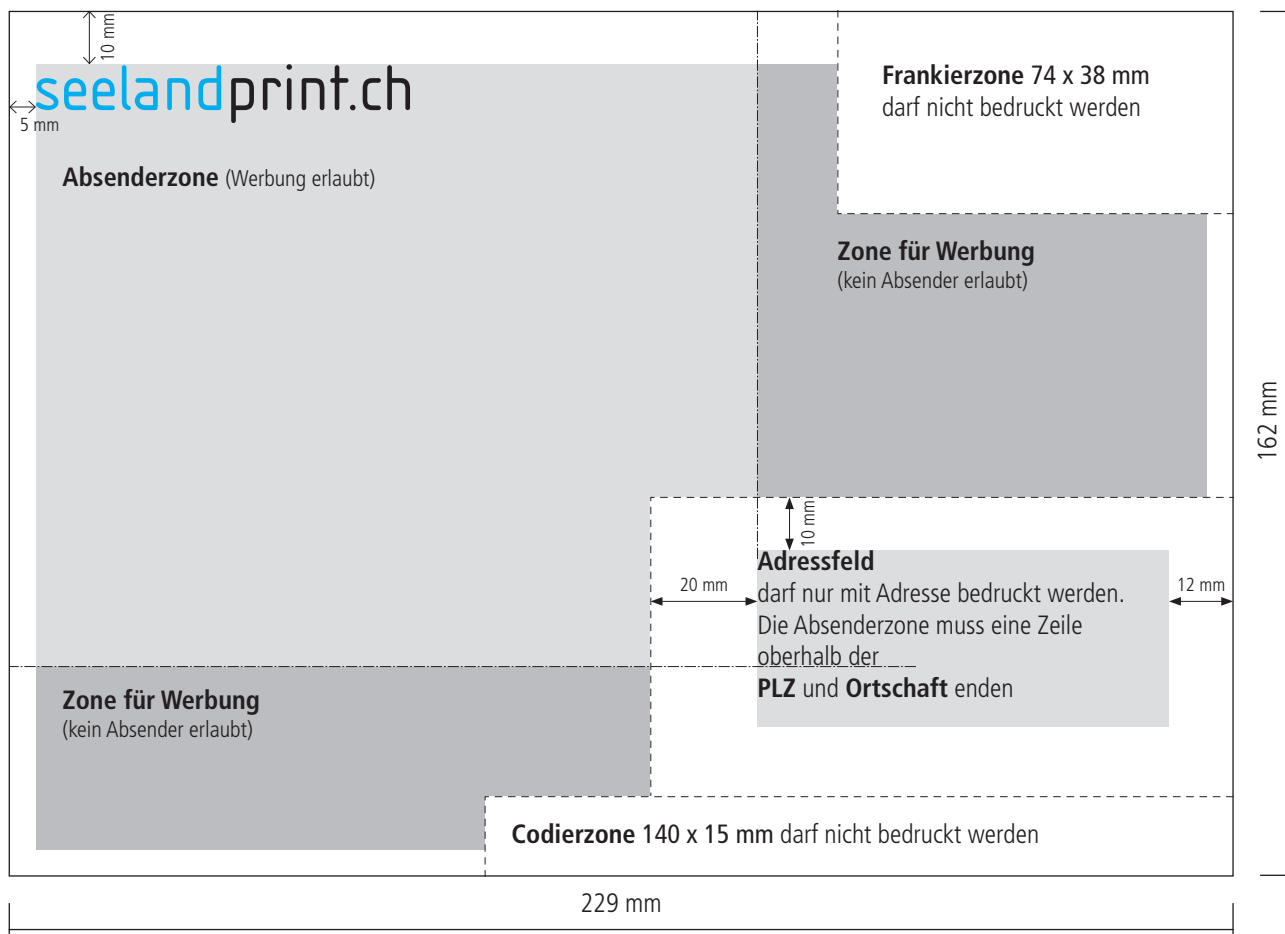 10 mm
seelandprint.ch
5 mm
Frankierzone 74 x 38 mm
darf nicht bedruckt werden
Absenderzone (Werbung erlaubt)
Zone für Werbung
(kein Absender erlaubt)
162 mm
10 mm
20 mm
Adressfeld
darf nur mit Adresse bedruckt werden.
Die Absenderzone muss eine Zeile
oberhalb der
PLZ und Ortschaft enden
12 mm
Zone für Werbung
(kein Absender erlaubt)
Codierzone 140 x 15 mm darf nicht bedruckt werden
229 mm